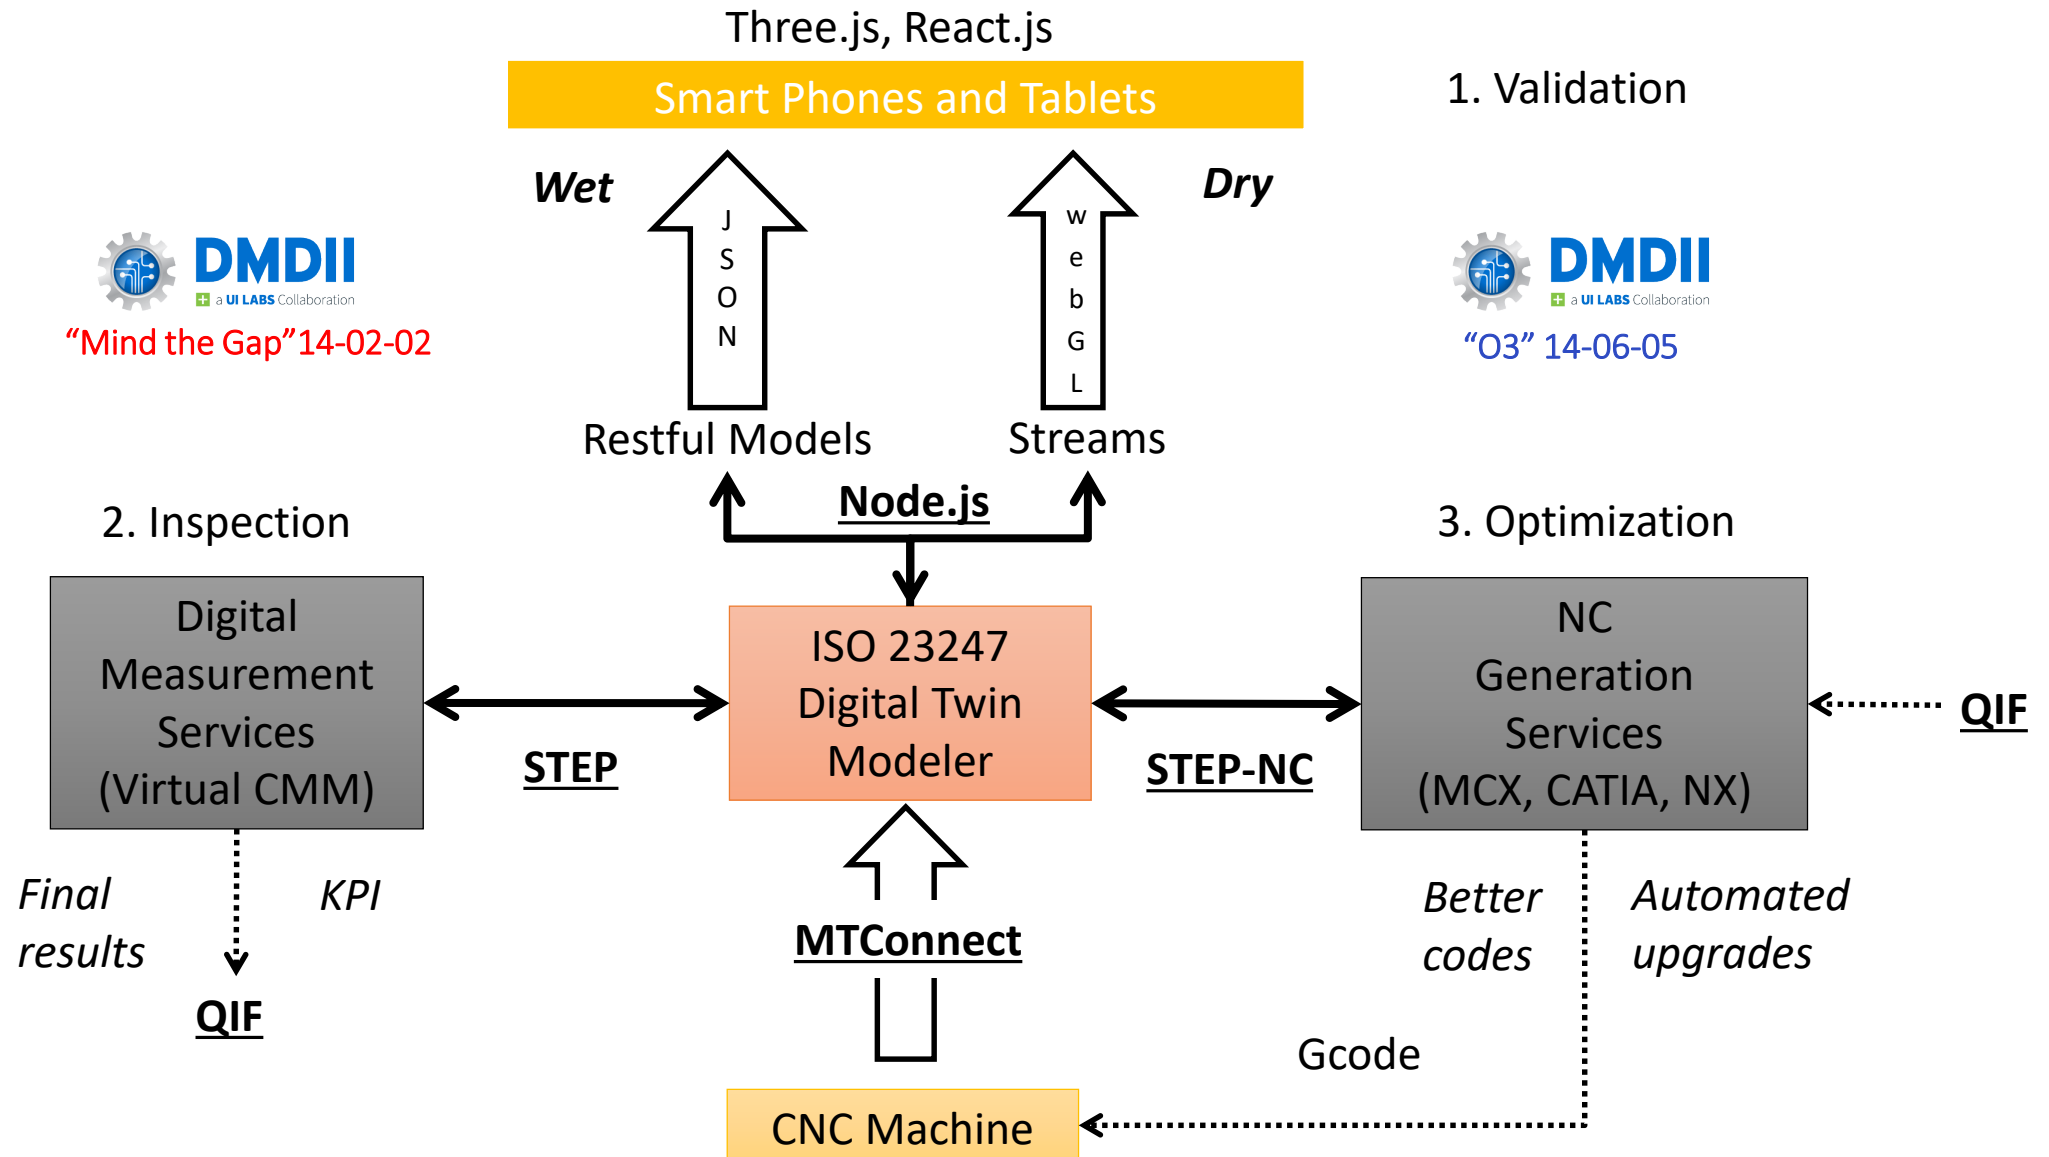 Three.js, React.js
Smart Phones and Tablets
1. Validation
Wet
Dry
J
S
O
N
w
e
b
G
L
DMDII
+ a UI LABS Collaboration
“Mind the Gap”14-02-02
DMDII
+ a UI LABS Collaboration
“O3” 14-06-05
Restful Models
Streams
Node.js
2. Inspection
3. Optimization
Digital
Measurement
Services
(Virtual CMM)
STEP
ISO 23247
Digital Twin
Modeler
STEP-NC
NC
Generation
Services
(MCX, CATIA, NX)
QIF
Final
results
KPI
QIF
MTConnect
Better
codes
Automated
upgrades
Gcode
CNC Machine